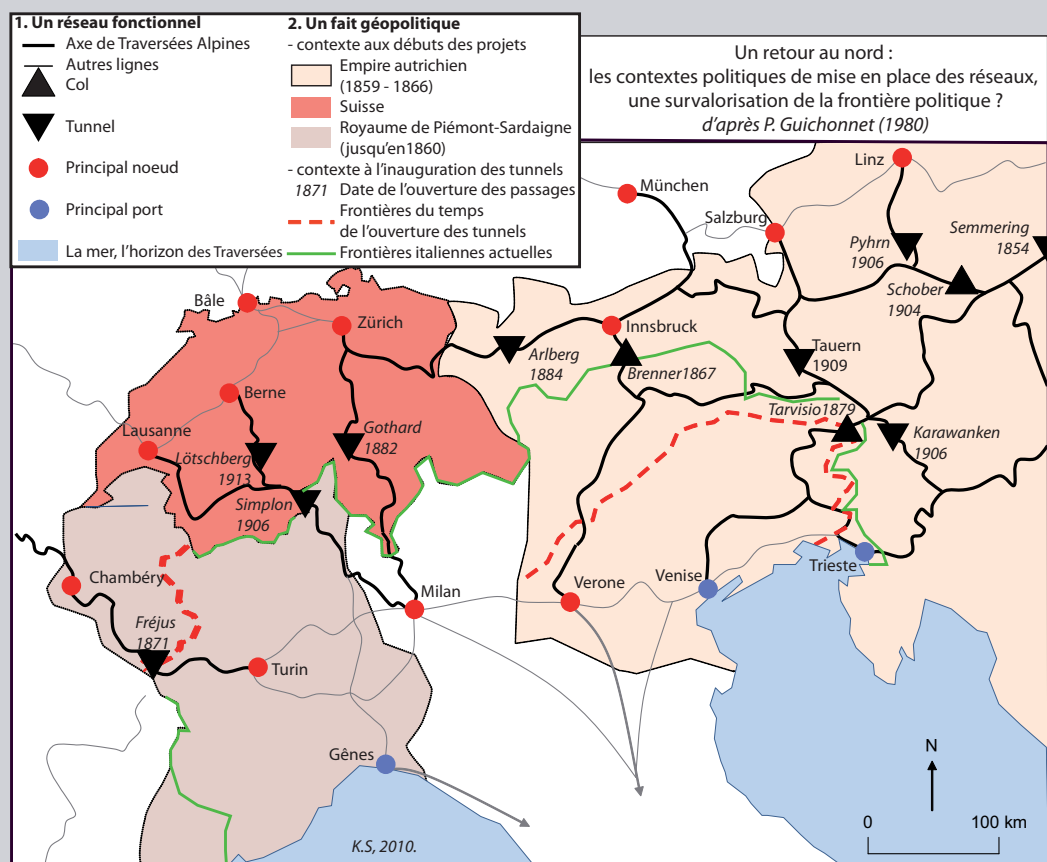 1. Un réseau fonctionnel
Axe de Traversées Alpines
Autres lignes
Col
Tunnel
Principal noeud
Principal port
La mer, l'horizon des Traversées
2. Un fait géopolitique
- contexte aux débuts des projets
Empire autrichien
(1859 - 1866)
Suisse
Royaume de Piémont-Sardaigne
(jusqu'en1860)
- contexte à l'inauguration des tunnels
1871 Date de l'ouverture des passages
Frontières du temps
de l'ouverture des tunnels
Frontières italiennes actuelles
Un retour au nord :
les contextes politiques de mise en place des réseaux,
une survalorisation de la frontière politique ?
d'après P. Guichonnet (1980)
Linz
München
Salzburg
Pyhrn
1906
Semmering
1854
Schober
1904
Bâle
Zürich
Innsbruck
Arlberg
1884
Brenner1867
Tauern
1909
Berne
Tarvisio1879
Lausanne
Gothard
1882
Karawanken
1906
Lötschberg
1913
Simplon
1906
Chambéry
Milan
Verone
Venise
Trieste
Fréjus
1871
Turin
Gênes
N
0 100 km
K.S, 2010.